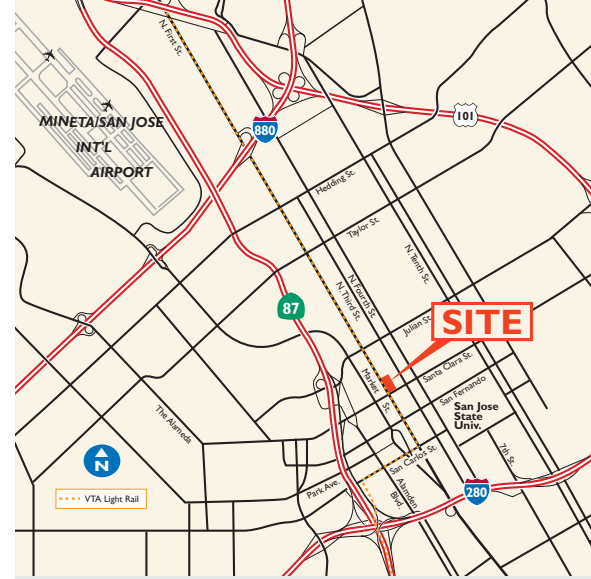 N. First St.
MINETA/SAN JOSE
INT'L
AIRPORT
880
101
Hedding St.
Taylor St.
N. Tenth St.
N. Fourth St.
N. Third St.
87
Julian St.
SITE
Market St.
Santa Clara St.
San Fernando
San Jose
State
Univ.
The Alameda
San Carlos St.
7th St.
Park Ave.
Almaden
Blvd.
280
N
VTA Light Rail